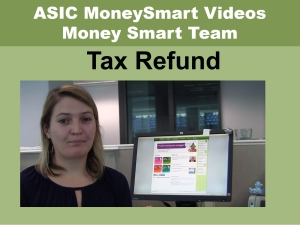 ASIC MoneySmart Videos
Money Smart Team
Tax Refund